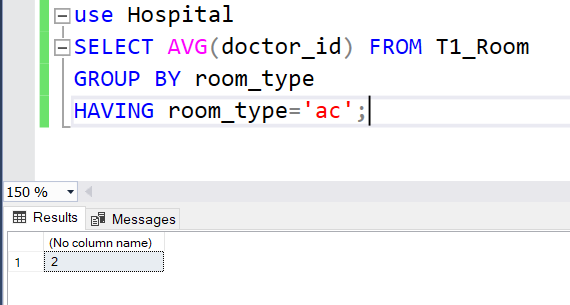 use Hospital
SELECT AVG(doctor_id) FROM T1_Room
GROUP BY room_type
HAVING room_type='ac';
150 %
Results Messages
(No column name)
1 2